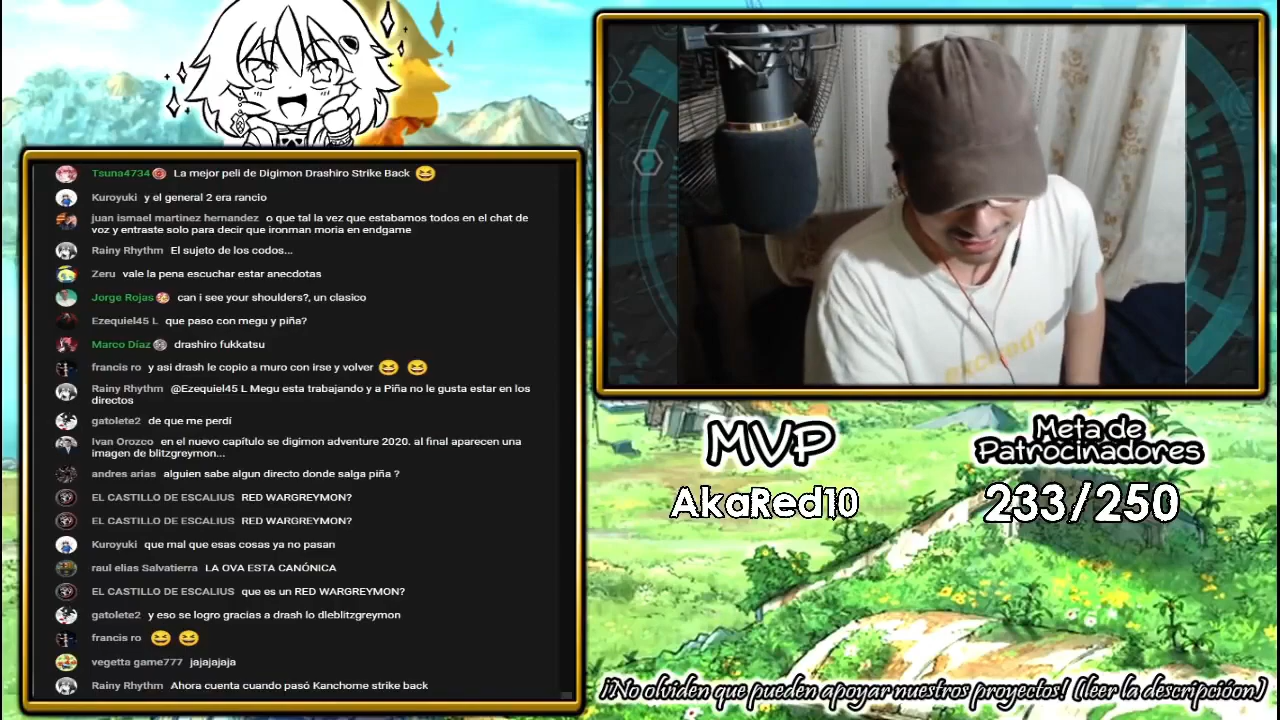 Tsuna4734 La mejor peli de Digimon Drashiro Strike Back
Kuroyuki y el general 2 era rancio
juan ismael martinez hernandez o que tal la vez que estabamos todos en el chat de
voz y entraste solo para decir que ironman moria en endgame
Rainy Rhythm El sujeto de los codos...
Zeru vale la pena escuchar estar anecdotas
Jorge Rojas can i see your shoulders?, un clasico
Ezequiel45 L que paso con megu y piña?
Marco Díaz drashiro fukkatsu
francis ro y asi drash le copio a muro con irse y volver
Rainy Rhythm @Ezequiel45 L Megu esta trabajando y a Piña no le gusta estar en los
directos
gatolete2 de que me perdí
Ivan Orozco en el nuevo capítulo se digimon adventure 2020. al final aparecen una
imagen de blitzgreymon...
andres arias alguien sabe algun directo donde salga piña ?
EL CASTILLO DE ESCALIUS RED WARGREYMON?
EL CASTILLO DE ESCALIUS RED WARGREYMON?
Kuroyuki que mal que esas cosas ya no pasan
raul elias Salvatierra LA OVA ESTA CANÓNICA
EL CASTILLO DE ESCALIUS que es un RED WARGREYMON?
gatolete2 y eso se logro gracias a drash lo dleblitzgreymon
francis ro
vegetta game777 jajajajaja
Rainy Rhythm Ahora cuenta cuando pasó Kanchome strike back
MVP
AkaRed10
Meta de
Patrocinadores
233/250
¡No olviden que pueden apoyar nuestros proyectos! (leer la descripcióon)